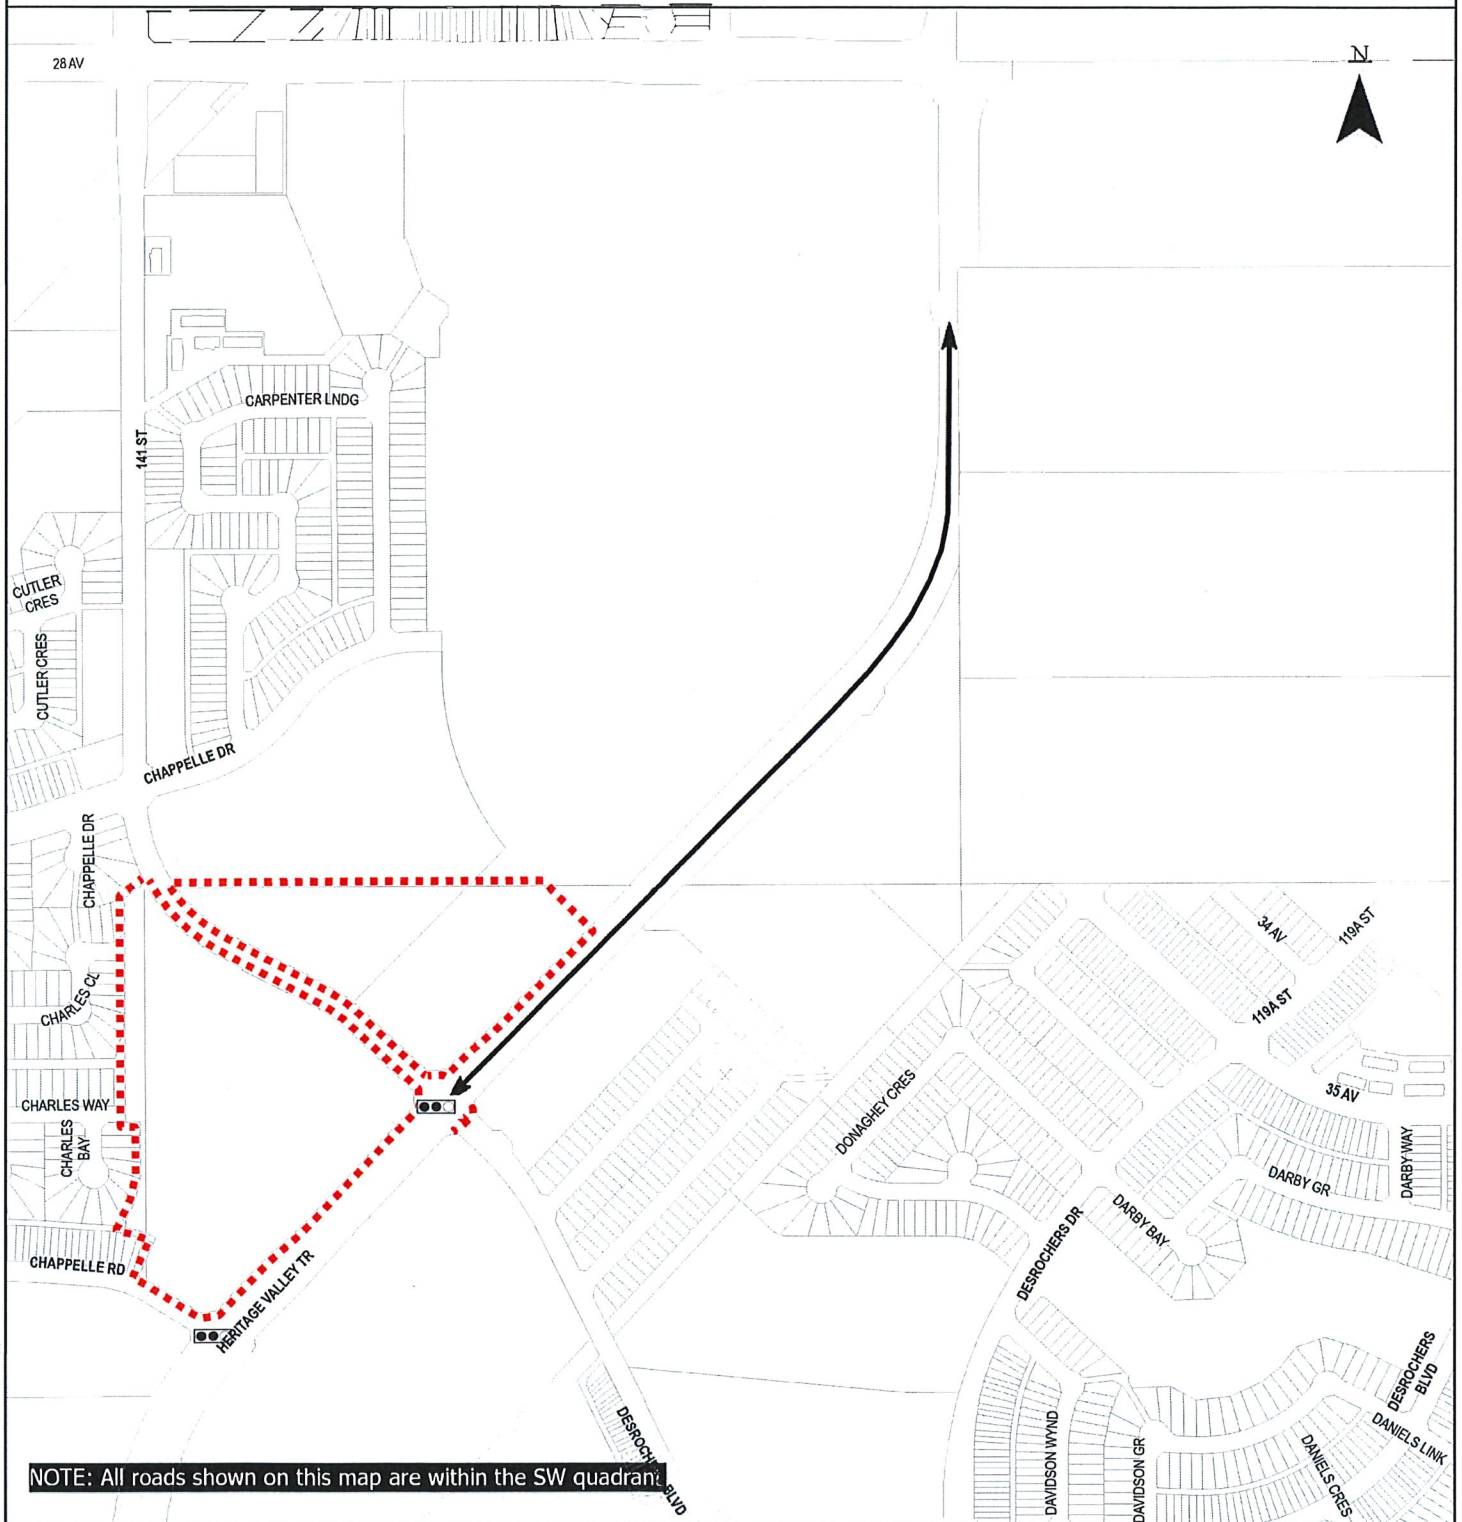 28 AV
N
CARPENTER LNDG
141 ST
CUTLER
CRES
CUTLER CRES
CHAPPELLE DR
CHAPPELLE DR
34 AV
119A ST
CHARLES CL
119A ST
35 AV
CHARLES WAY
CHARLES
BAY
DONAGHEY CRES
DARBY WAY
DARBY GR
DARBY BAY
CHAPPELLE RD
DESROCHERS DR
HERITAGE VALLEY TR
DESROCHERS
BLVD
DANIELS LINK
DESROCHERS BLVD
DAVIDSON WYND
DAVIDSON GR
DANIELS CRES
NOTE: All roads shown on this map are within the SW quadrant